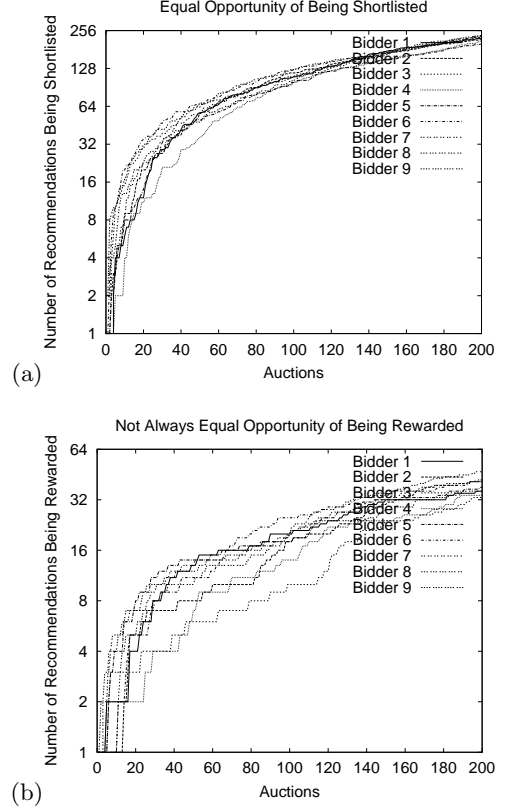 Equal Opportunity of Being Shortlisted
Number of Recommendations Being Shortlisted
256
128
64
32
16
8
4
2
1
0 20 40 60 80 100 120 140 160 180 200
Auctions
Bidder 1
Bidder 2
Bidder 3
Bidder 4
Bidder 5
Bidder 6
Bidder 7
Bidder 8
Bidder 9
(a)
Not Always Equal Opportunity of Being Rewarded
Number of Recommendations Being Rewarded
64
32
16
8
4
2
1
0 20 40 60 80 100 120 140 160 180 200
Auctions
Bidder 1
Bidder 2
Bidder 3
Bidder 4
Bidder 5
Bidder 6
Bidder 7
Bidder 8
Bidder 9
(b)